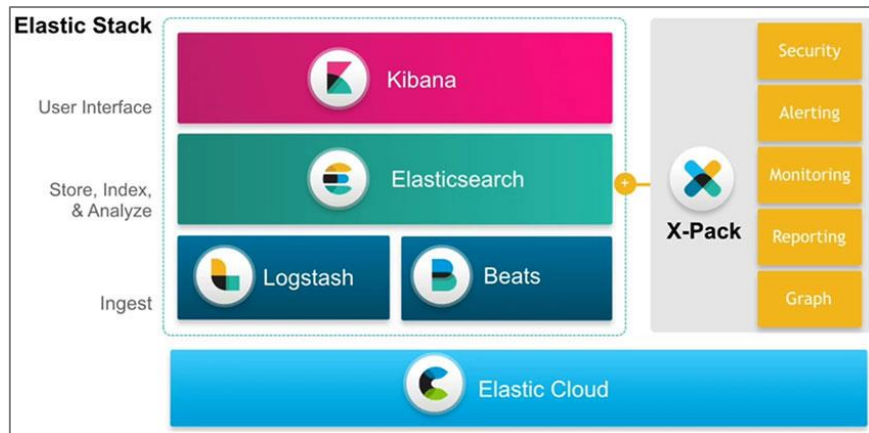 Elastic Stack
User Interface
Kibana
Store, Index,
& Analyze
Elasticsearch
Ingest
Logstash
Beats
+
X-Pack
Security
Alerting
Monitoring
Reporting
Graph
Elastic Cloud